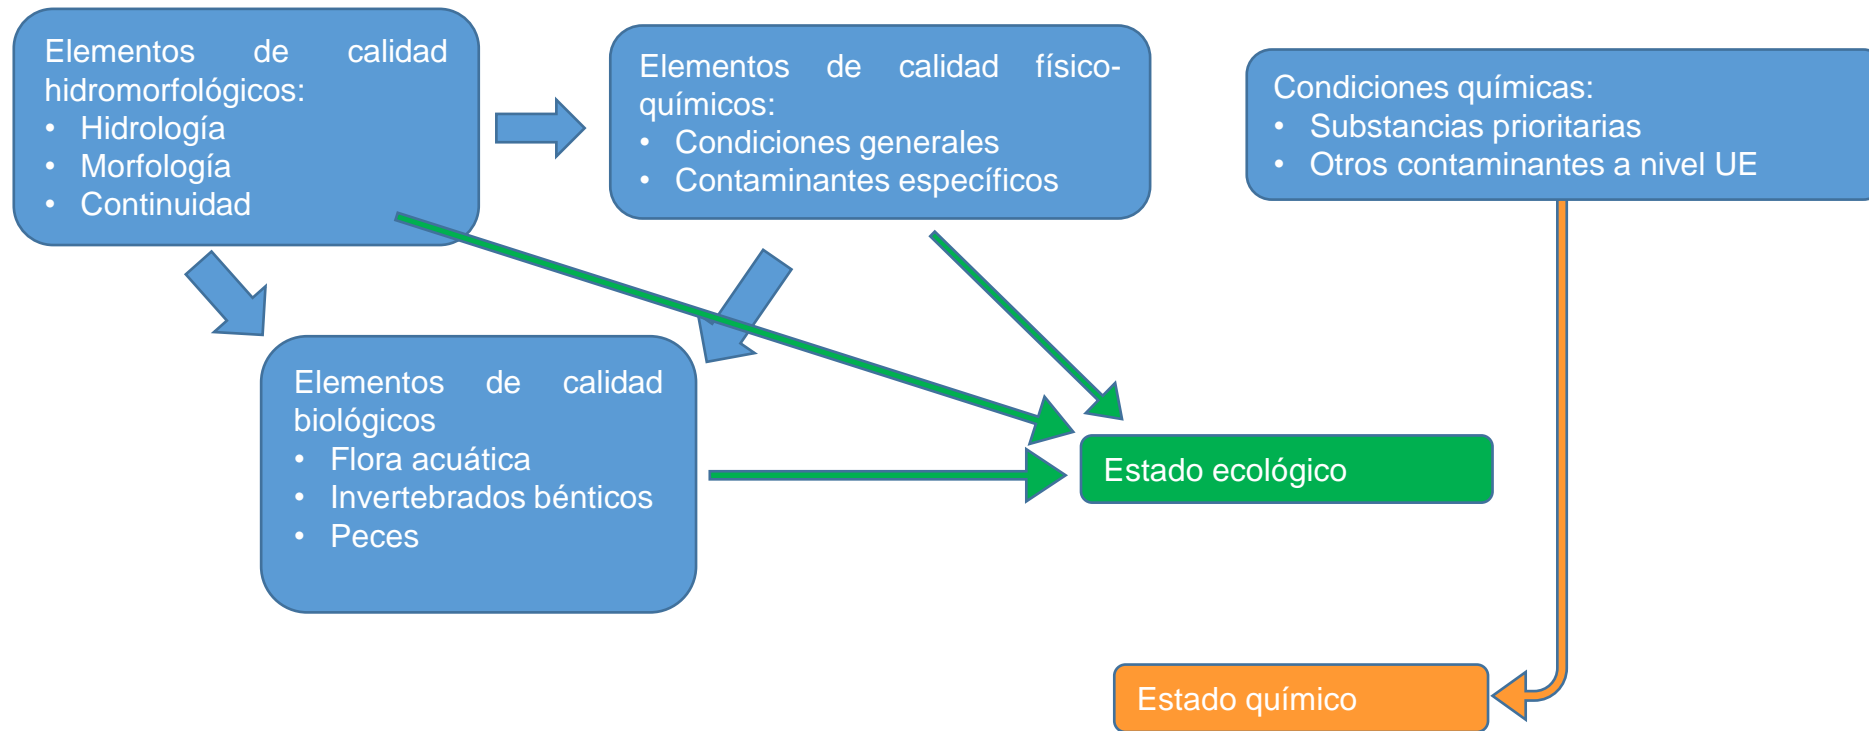 Elementos de calidad
hidromorfológicos:
• Hidrología
• Morfología
• Continuidad
Elementos de calidad físico-
químicos:
• Condiciones generales
• Contaminantes específicos
Condiciones químicas:
• Substancias prioritarias
• Otros contaminantes a nivel UE
Elementos de calidad
biológicos
• Flora acuática
• Invertebrados bénticos
• Peces
Estado ecológico
Estado químico